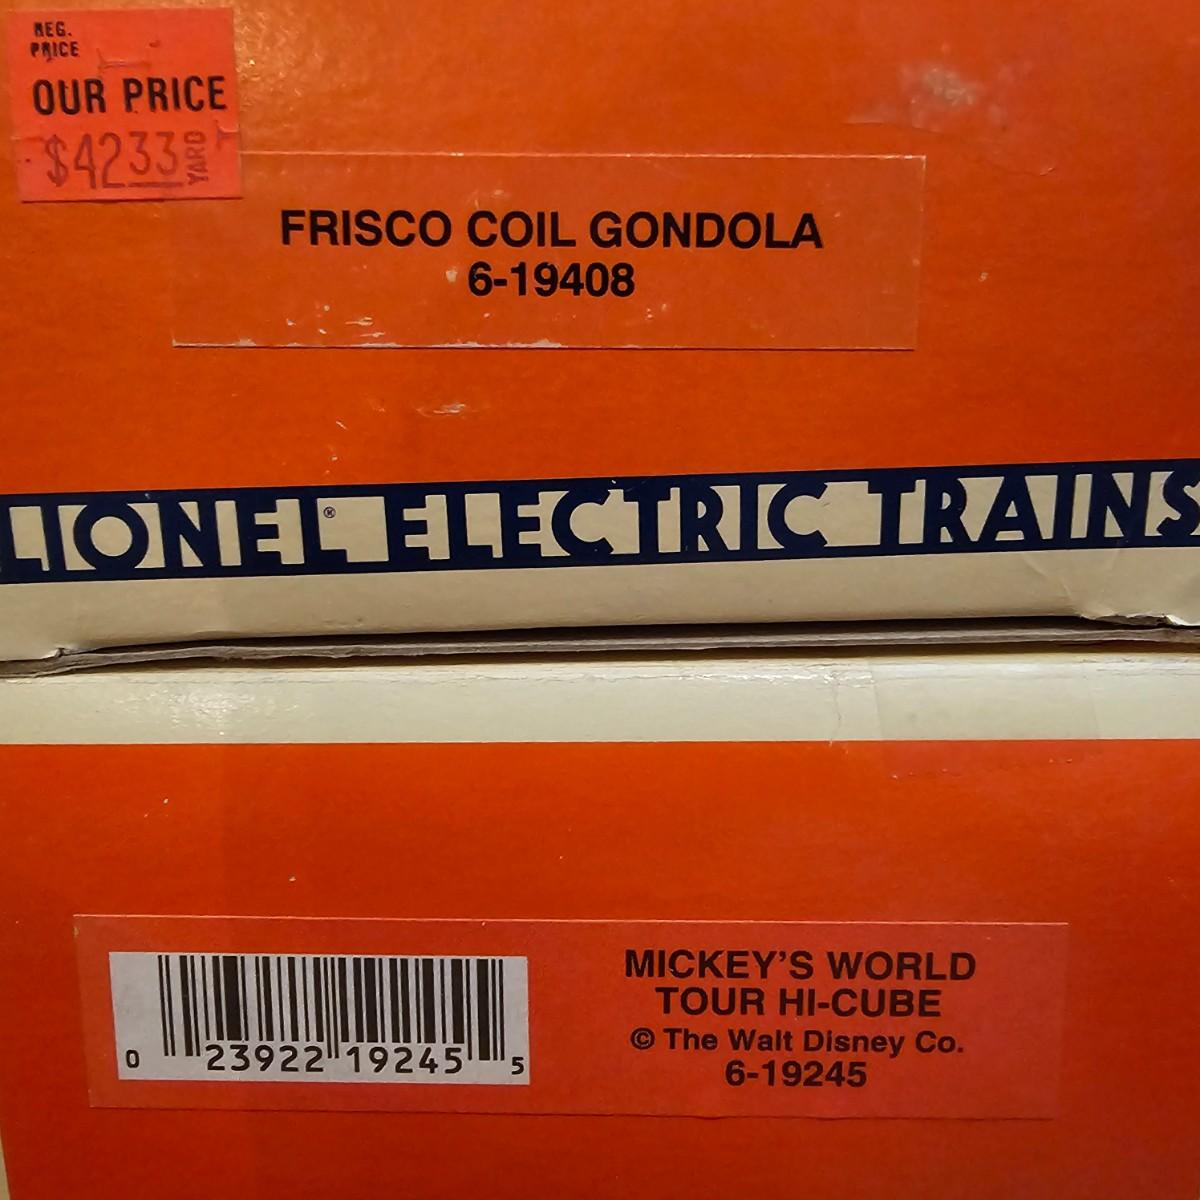 REG.
PRICE
OUR PRICE
$4233 YARD
FRISCO COIL GONDOLA
6-19408
LIONEL® ELECTRIC TRAINS
MICKEY'S WORLD
TOUR HI-CUBE
© The Walt Disney Co.
6-19245
0 23922 19245 5